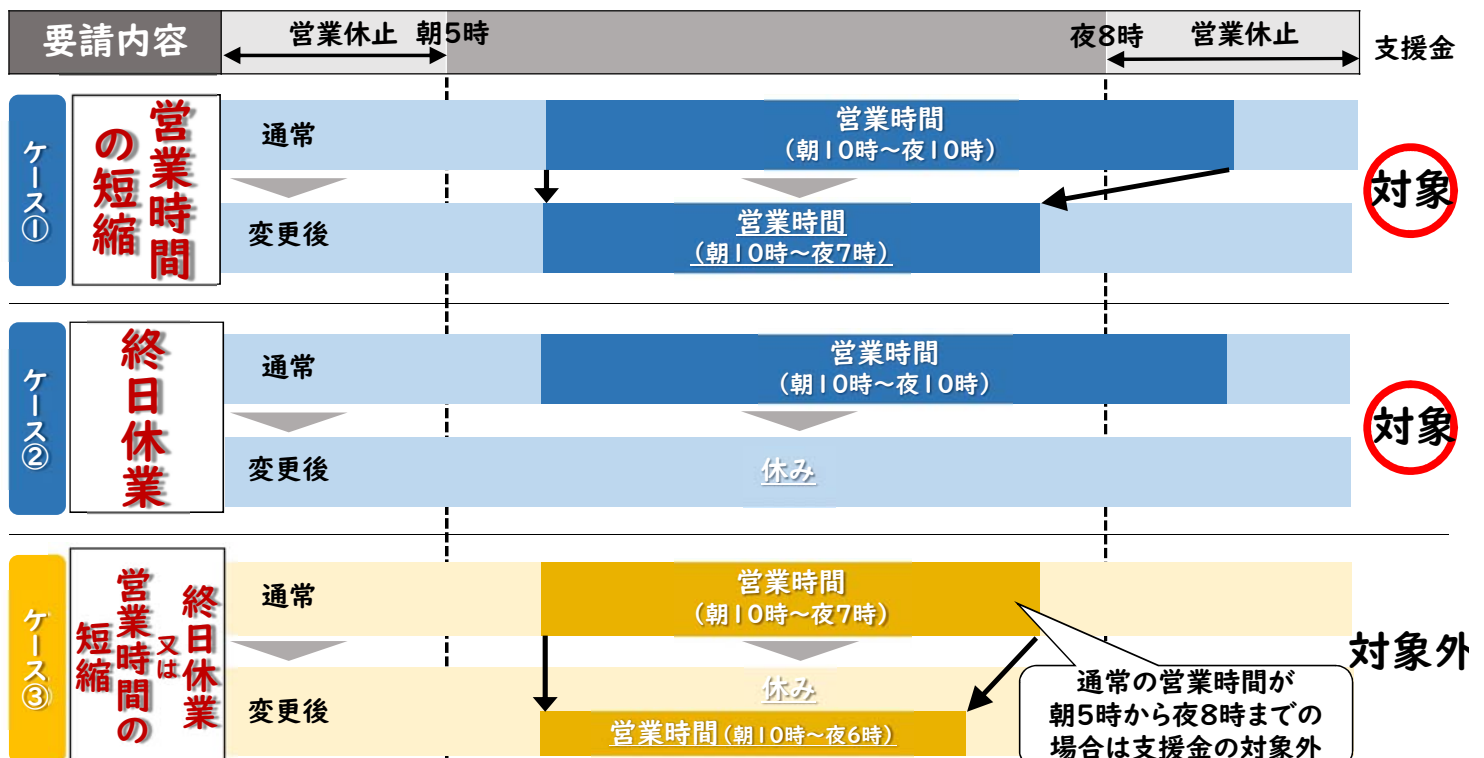 要請内容
営業休止 朝5時
夜8時 営業休止
支援金
ケース①
営業時間
の短縮
通常
営業時間
(朝10時～夜10時)
変更後
営業時間
(朝10時～夜7時)
対象
ケース②
終日休業
通常
営業時間
(朝10時～夜10時)
変更後
休み
対象
ケース③
終日休業
又は
営業時間の
短縮
通常
営業時間
(朝10時～夜7時)
変更後
休み
営業時間(朝10時～夜6時)
通常の営業時間が
朝5時から夜8時までの
場合は支援金の対象外
対象外